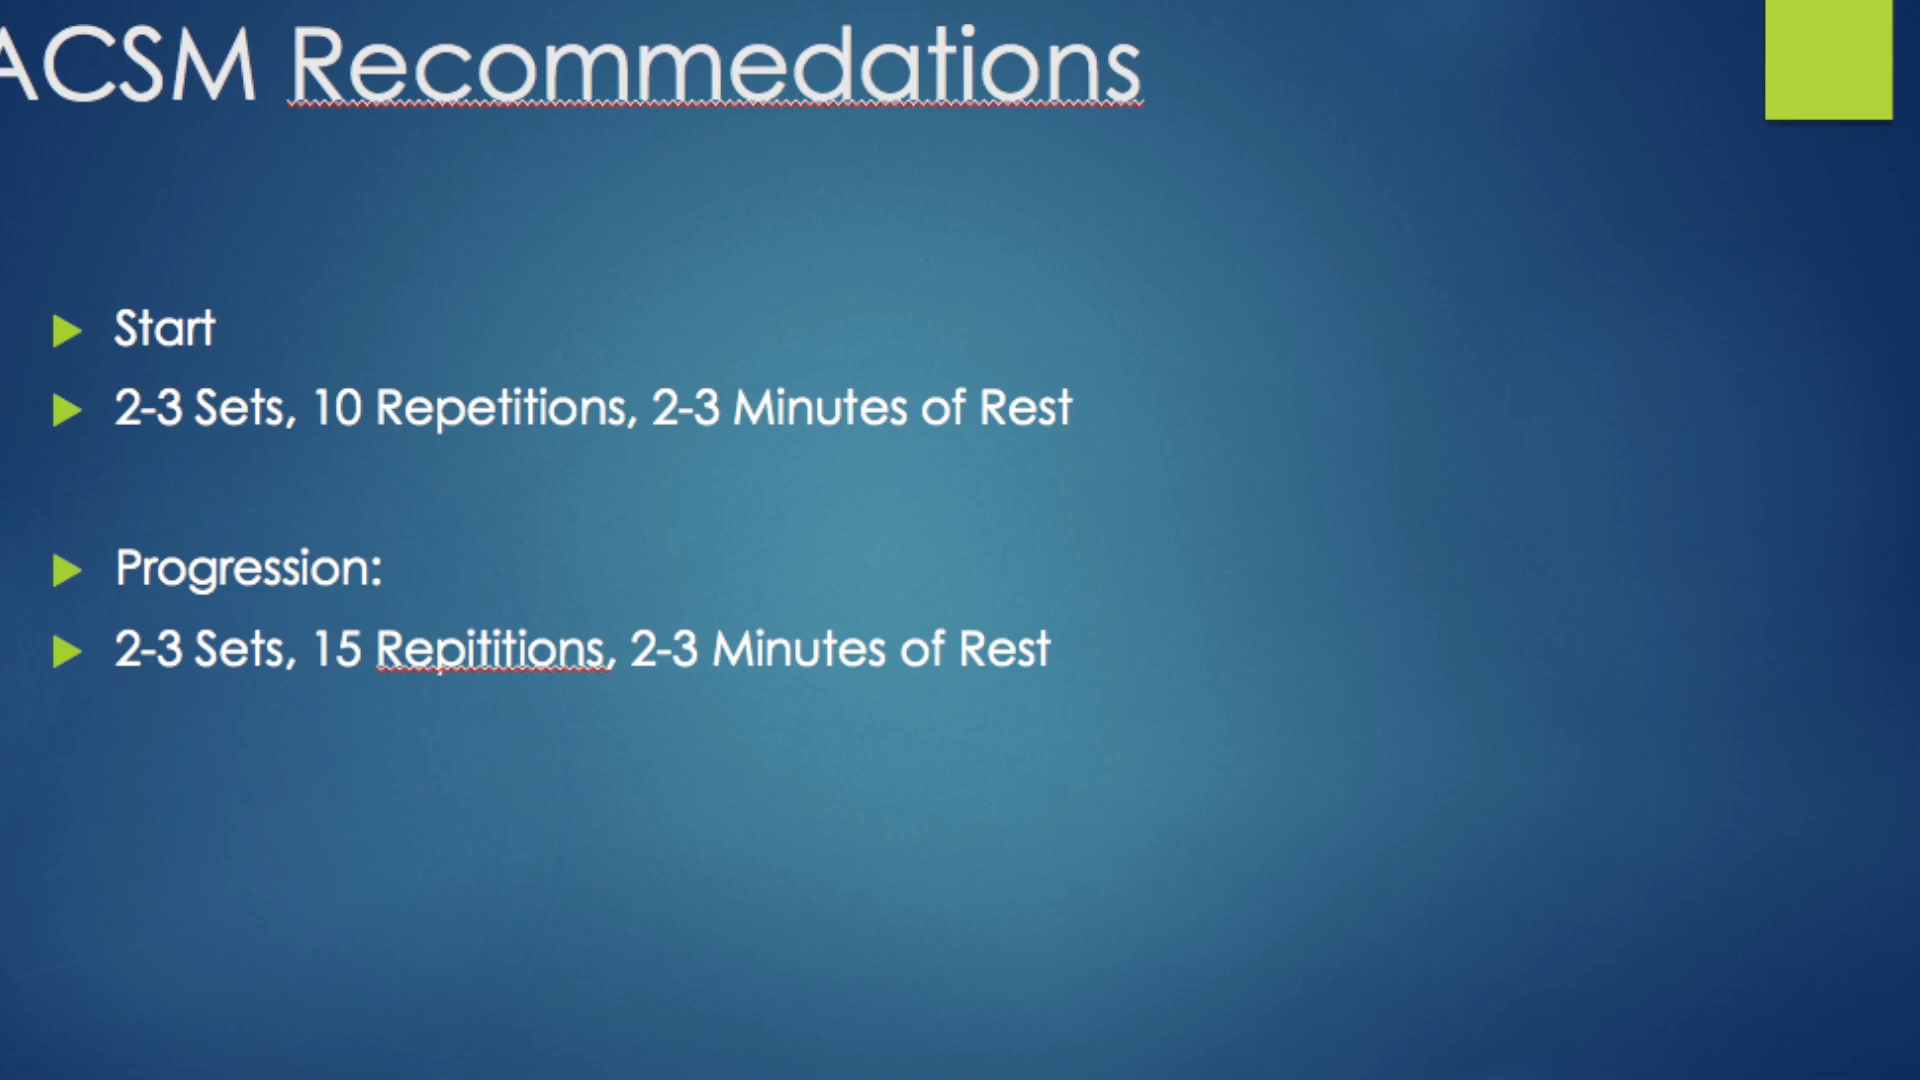 ACSM Recommedations
Start
2-3 Sets, 10 Repetitions, 2-3 Minutes of Rest
Progression:
2-3 Sets, 15 Repititions, 2-3 Minutes of Rest